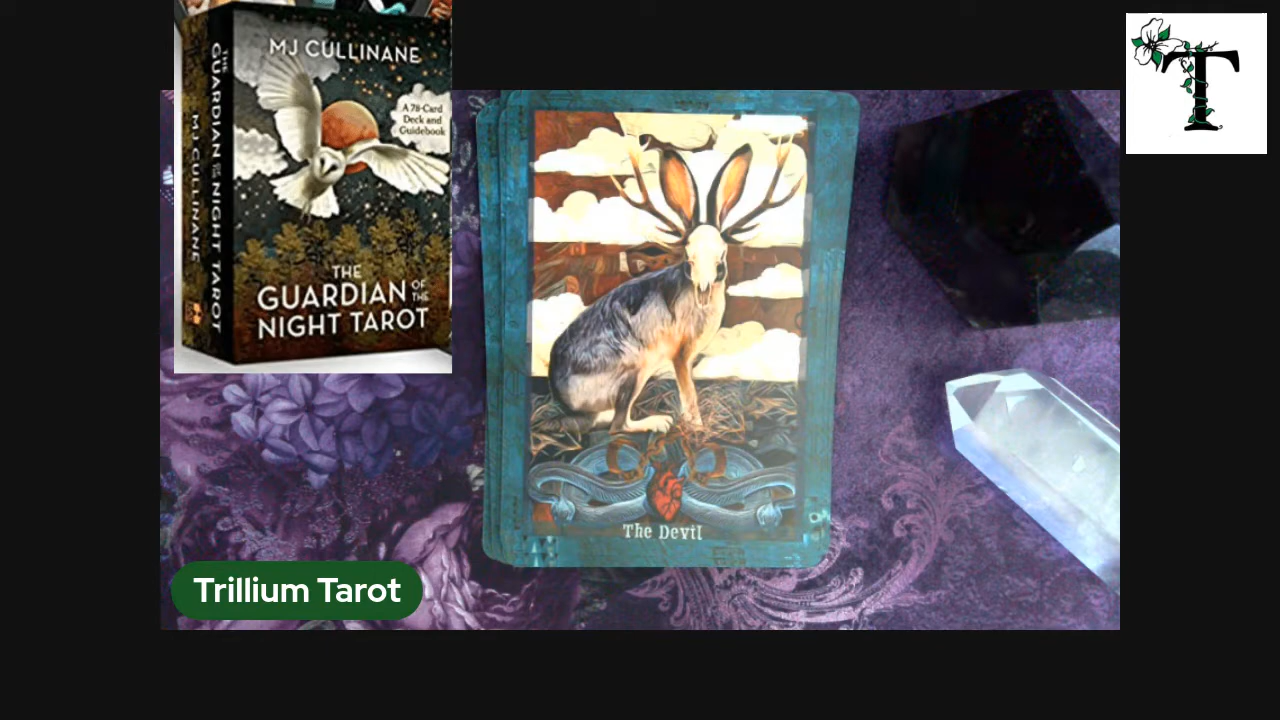 MJ CULLINANE
A 78-Card
Deck and
Guidebook
THE
GUARDIAN OF THE
NIGHT TAROT
THE GUARDIAN OF THE NIGHT TAROT
MJ CULLINANE
The Devil
Trillium Tarot
T